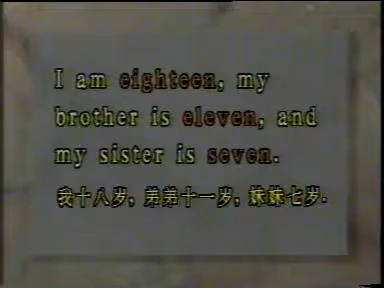 I am eighteen, my
brother is eleven, and
my sister is seven.
我十八岁, 弟弟十一岁, 妹妹七岁.